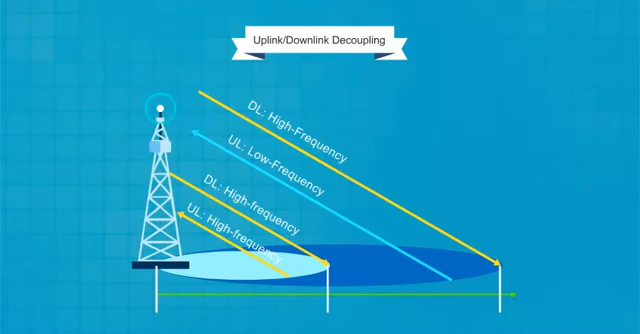 Uplink/Downlink Decoupling
DL: High-Frequency
UL: Low-Frequency
DL: High-frequency
UL: High-frequency